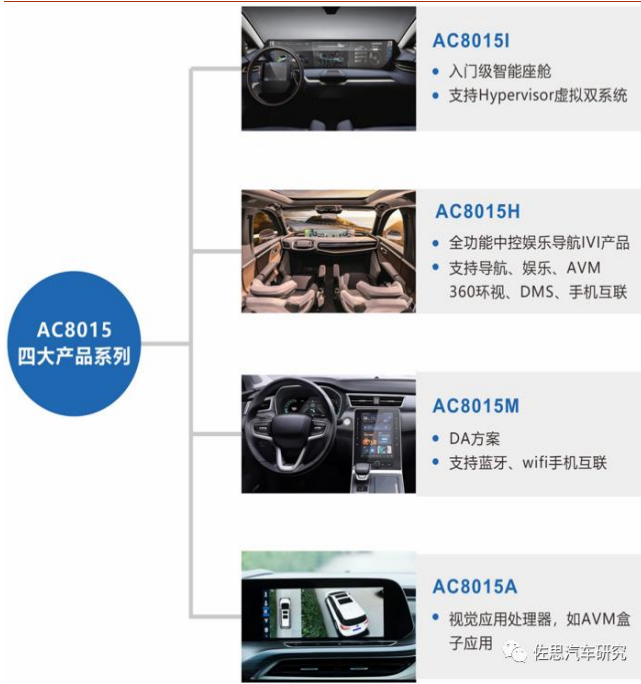 AC8015
四大产品系列
AC8015I
• 入门级智能座舱
• 支持Hypervisor虚拟双系统
AC8015H
• 全功能中控娱乐导航IVI产品
• 支持导航、娱乐、AVM
360环视、DMS、手机互联
AC8015M
• DA方案
• 支持蓝牙、wifi手机互联
AC8015A
• 视觉应用处理器，如AVM盒
子应用
佐思汽车研究